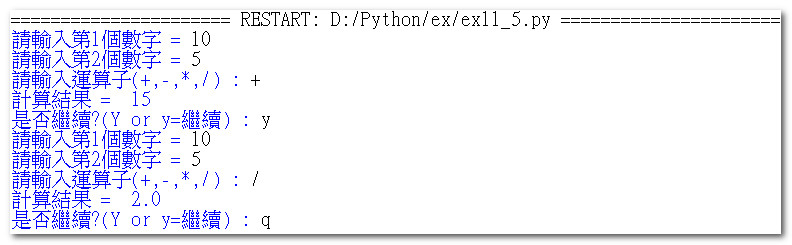 ====================== RESTART: D:/Python/ex/ex11_5.py ======================
請輸入第1個數字 = 10
請輸入第2個數字 = 5
請輸入運算子(+,-,*,/) : +
計算結果 =  15
是否繼續?(Y or y=繼續) : y
請輸入第1個數字 = 10
請輸入第2個數字 = 5
請輸入運算子(+,-,*,/) : /
計算結果 =  2.0
是否繼續?(Y or y=繼續) : q